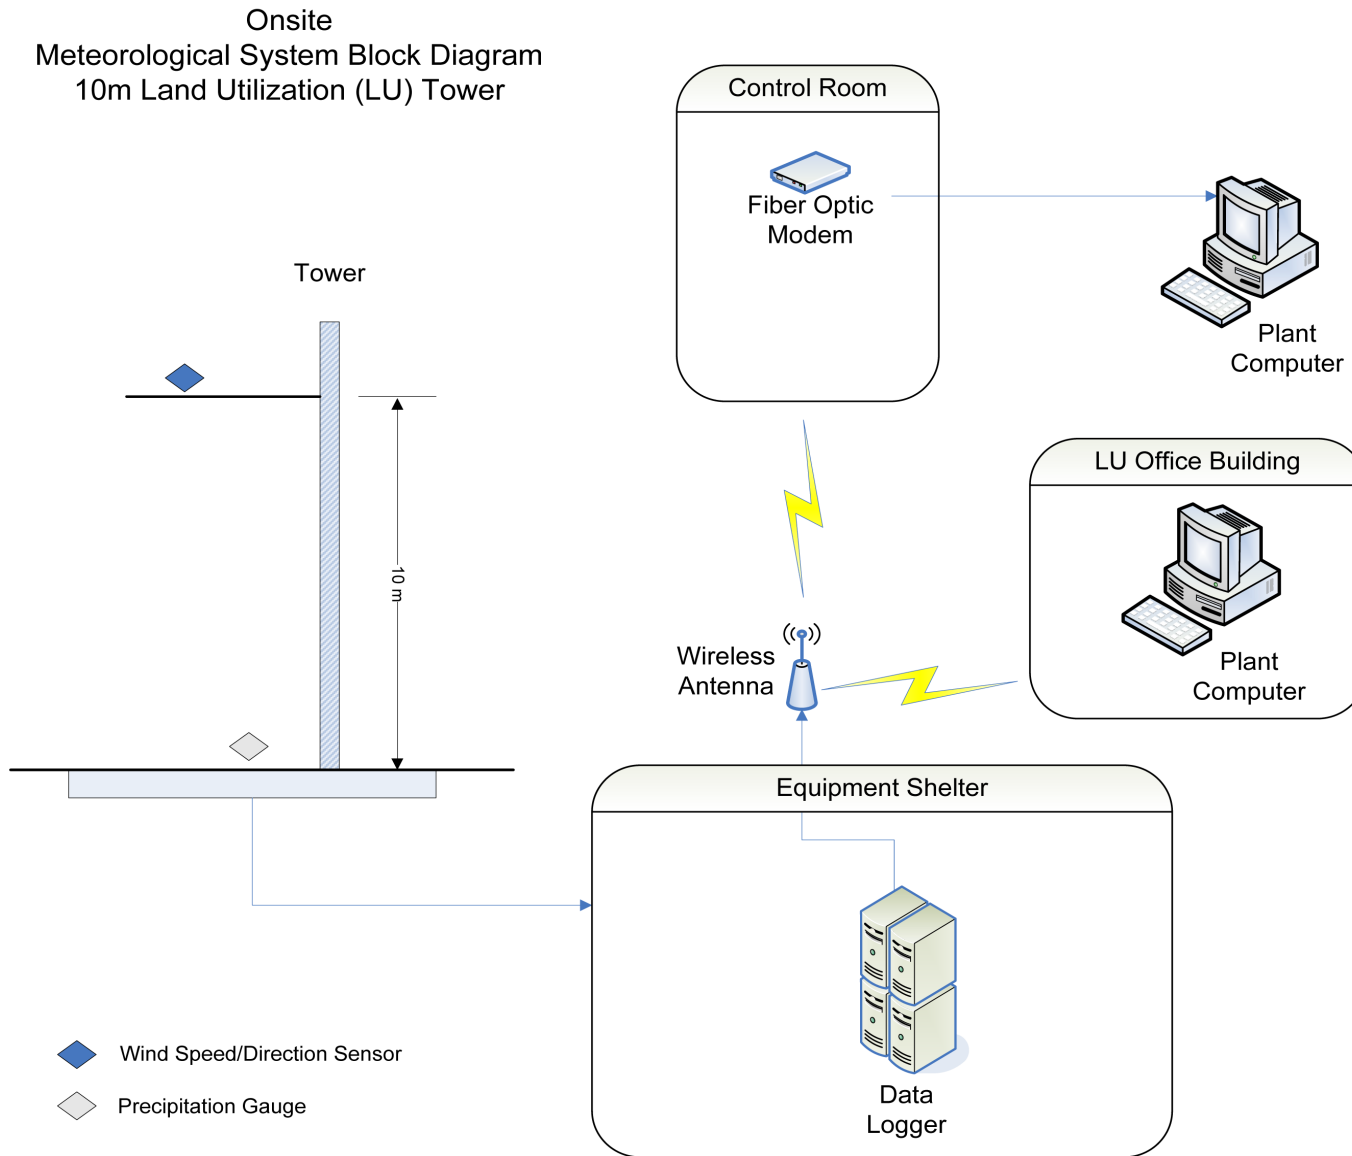 Onsite
Meteorological System Block Diagram
10m Land Utilization (LU) Tower
Control Room
Fiber Optic
Modem
Plant
Computer
Tower
10 m
LU Office Building
Plant
Computer
Wireless
Antenna
Equipment Shelter
Data
Logger
Wind Speed/Direction Sensor
Precipitation Gauge